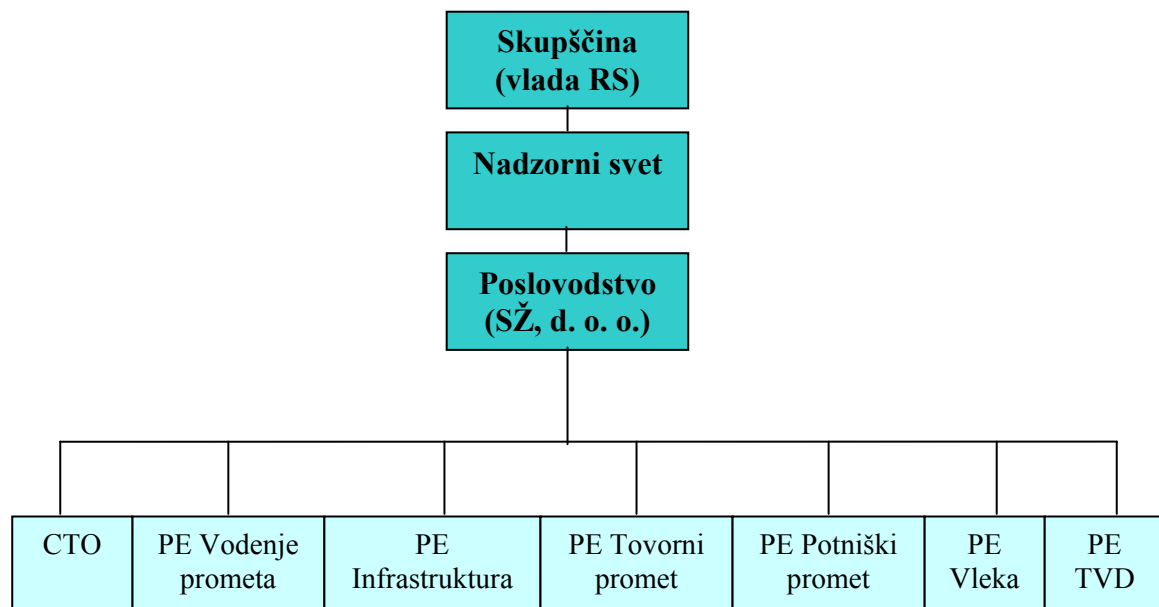 Skupščina
(vlada RS)
Nadzorni svet
Poslovodstvo
(SŽ, d. o. o.)
CTO
PE Vodenje
prometa
PE
Infrastruktura
PE Tovorni
promet
PE Potniški
promet
PE
Vleka
PE
TVD